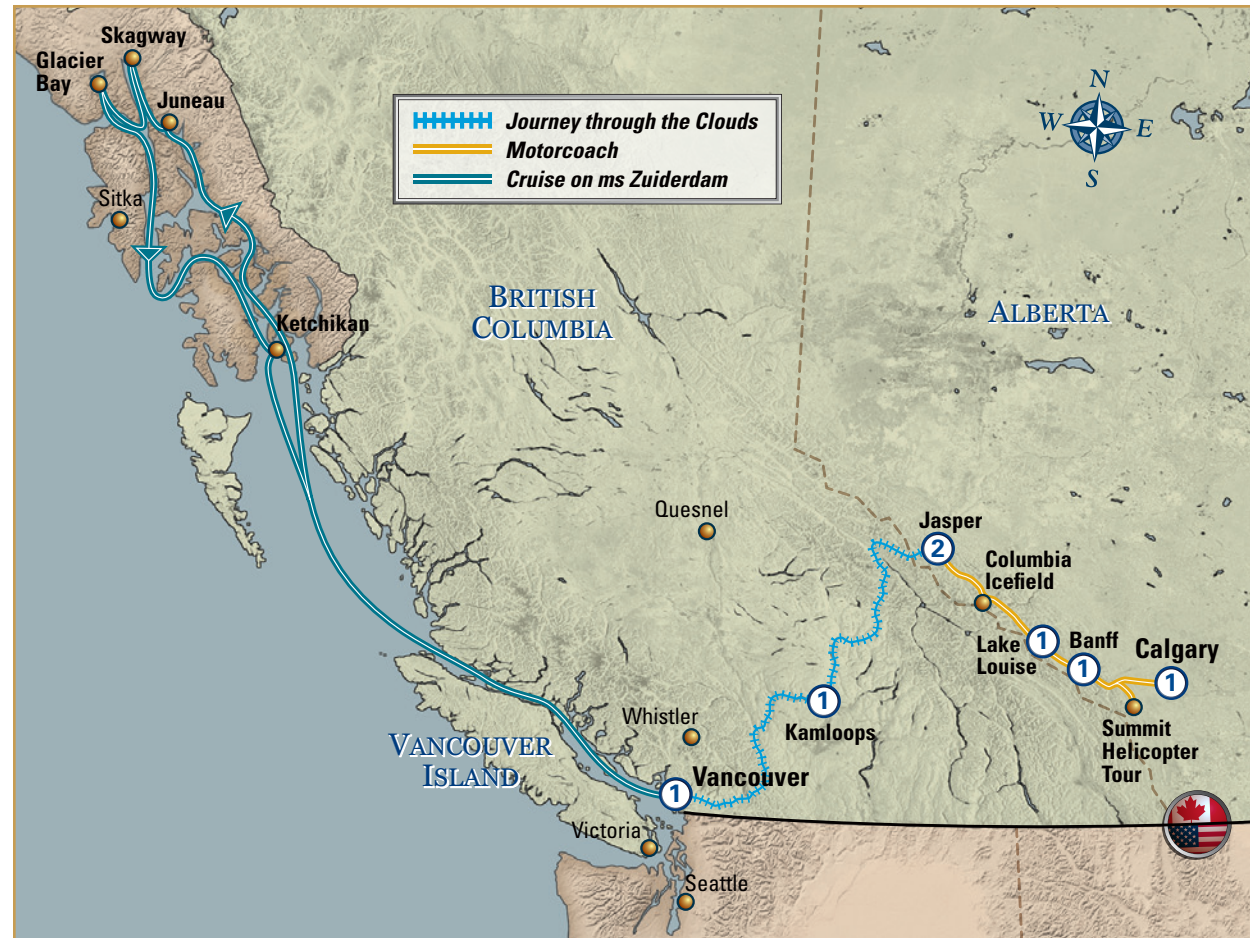 Skagway
Glacier
Bay
Juneau
Sitka
Ketchikan
Journey through the Clouds
Motorcoach
Cruise on ms Zuiderdam
N
W
E
S
BRITISH
COLUMBIA
ALBERTA
Quesnel
Jasper
2
Columbia
Icefield
Lake
Louise
1
Banff
1
Calgary
1
Summit
Helicopter
Tour
1
Kamloops
Whistler
VANCOUVER
ISLAND
1
Vancouver
Victoria
Seattle